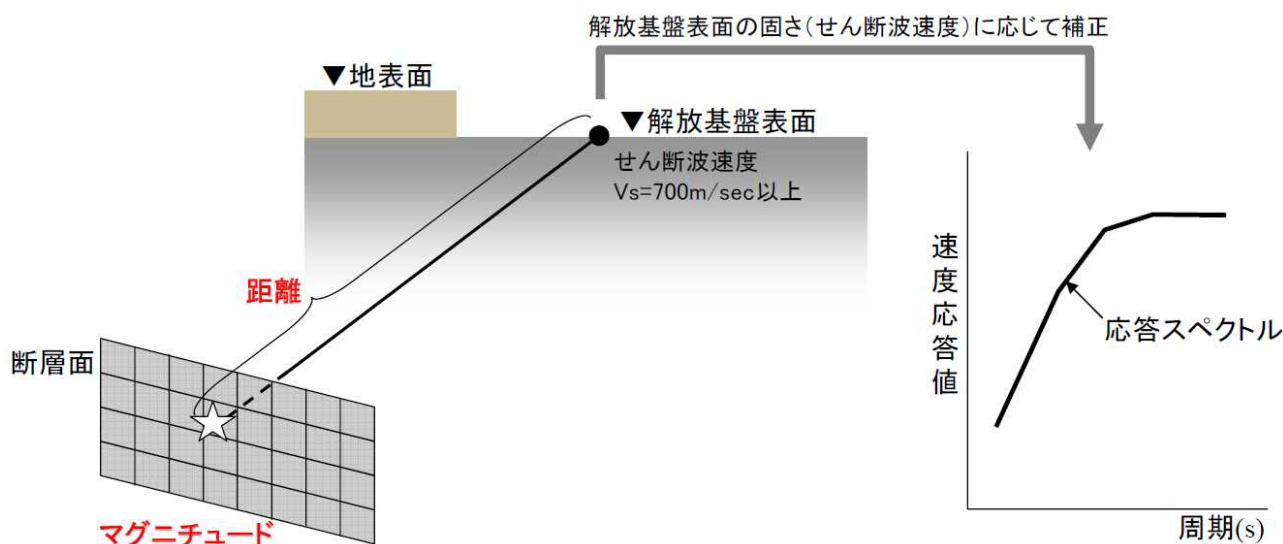 解放基盤表面の固さ(せん断波速度)に応じて補正
▼地表面
▼解放基盤表面
せん断波速度
Vs=700m/sec以上
距離
断層面
マグニチュード
速度応答値
応答スペクトル
周期(s)